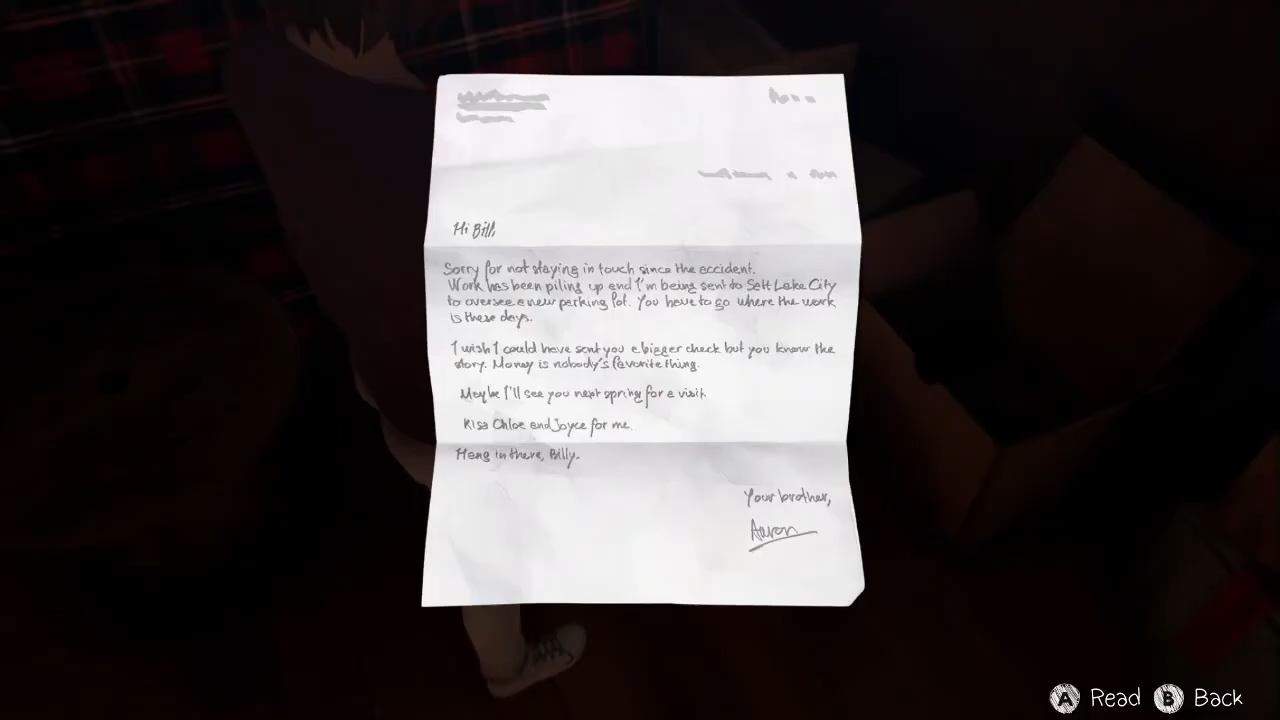 Hi Bill,
Sorry for not staying in touch since the accident.
Work has been piling up and I'm being sent to Salt Lake City
to oversee a new parking lot. You have to go where the work
is these days.
I wish I could have sent you a bigger check but you know the
story. Money is nobody's favorite thing.
Maybe I'll see you next spring for a visit.
Kiss Chloe and Joyce for me.
Hang in there, Billy.
Your brother,
Aaron
A Read B Back